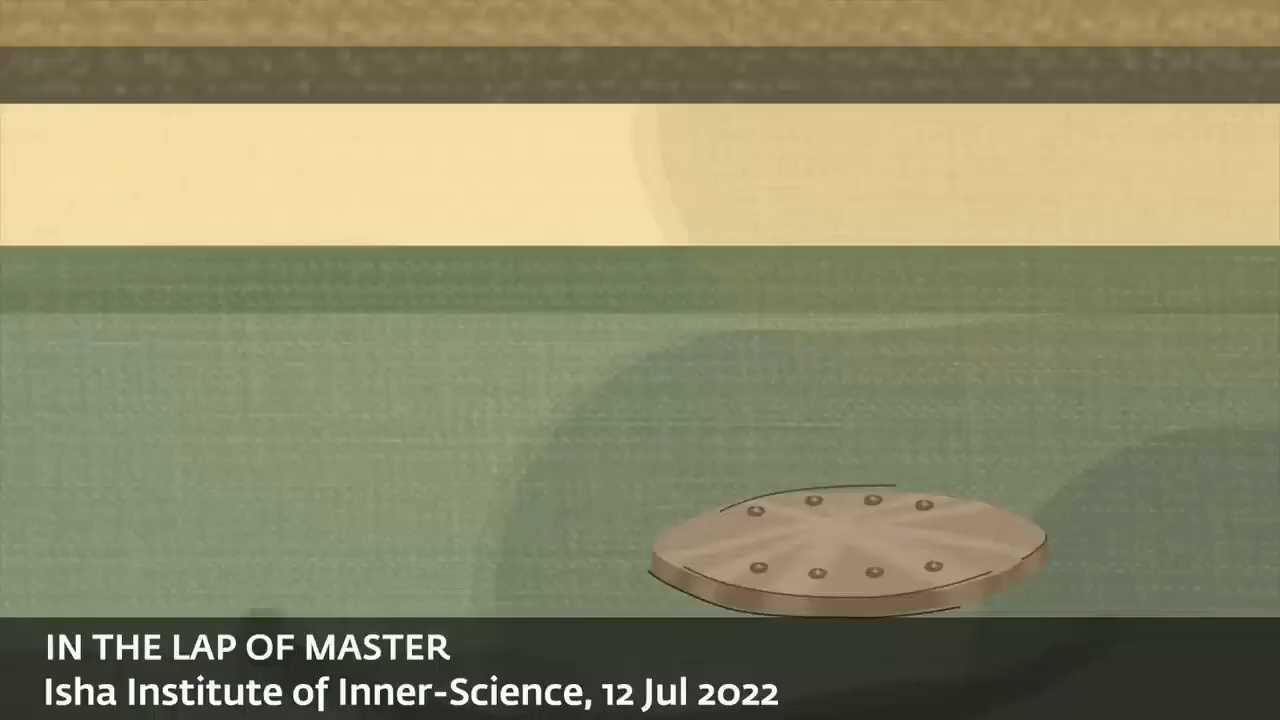 IN THE LAP OF MASTER
Isha Institute of Inner-Science, 12 Jul 2022